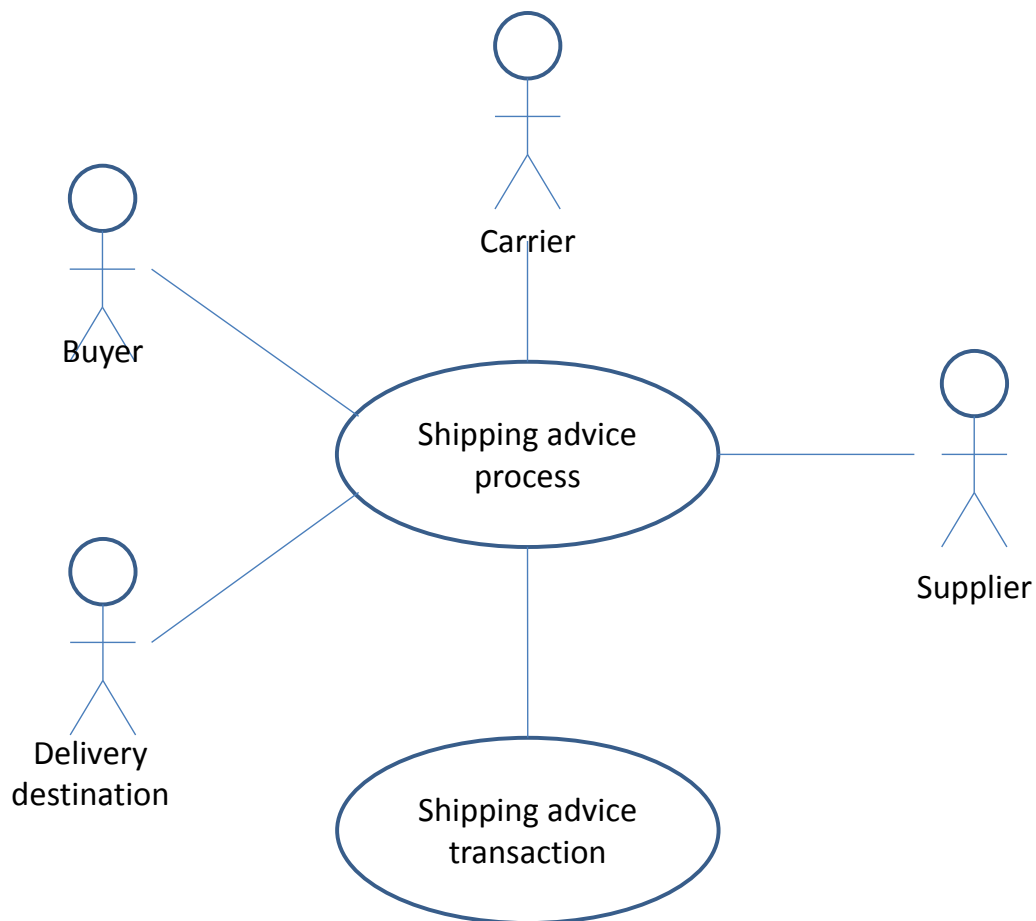 Carrier
Buyer
Shipping advice
process
Supplier
Delivery
destination
Shipping advice
transaction